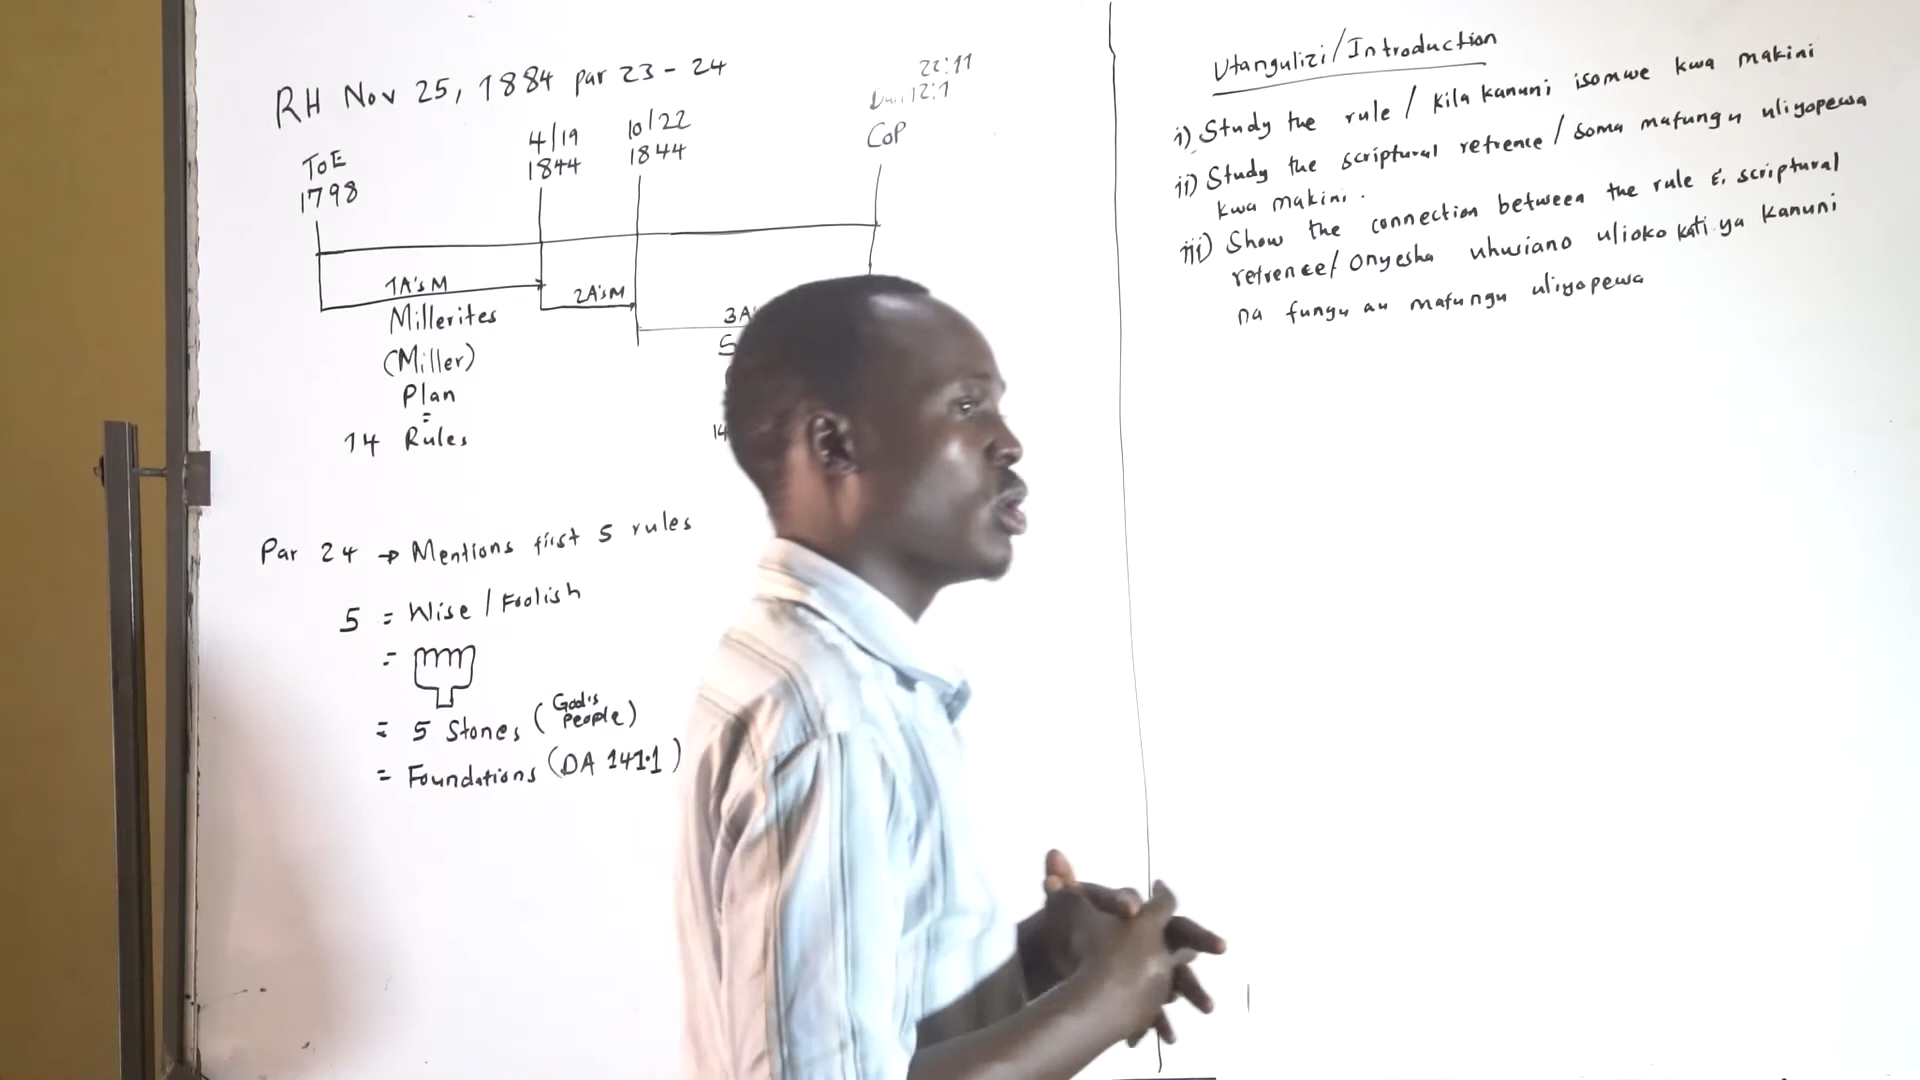 RH Nov 25, 1884 par 23 - 24
ToE
1798
4/19
1844
10/22
1844
22:11
Dan 12:1
CoP
1A's M
2A's M
3A
S
Millerites
(Miller)
Plan
=
14 Rules
14
Par 24 → Mentions first 5 rules
5 = Wise / Foolish
=
= 5 Stones (God's People)
= Foundations (DA 141.1)
Utangulizi/Introduction
i) Study the rule / Kila kanuni isomwe kwa makini
ii) Study the scriptural refrence / Soma mafungu uliyopewa
kwa makini.
iii) Show the connection between the rule & scriptural
refrence/ Onyesha uhusiano ulioko kati ya kanuni
na fungu au mafungu uliyopewa